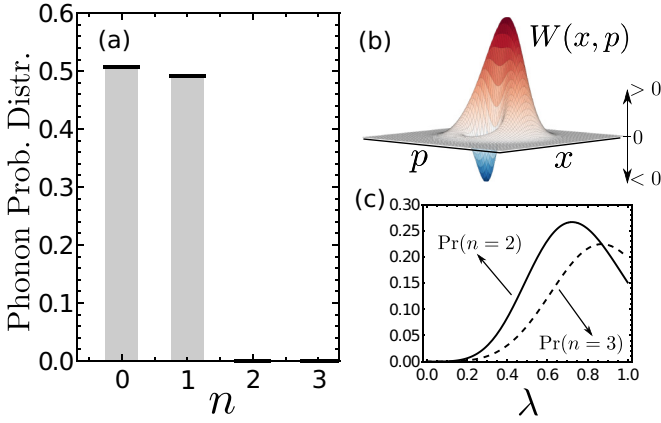 (a)
Phonon Prob. Distr.
0.6
0.5
0.4
0.3
0.2
0.1
0.0
0 1 2 3
n
(b)
W(x, p)
> 0
0
< 0
p
x
(c)
0.30
0.25
0.20
0.15
0.10
0.05
0.00
Pr(n = 2)
Pr(n = 3)
0.0 0.2 0.4 0.6 0.8 1.0
λ